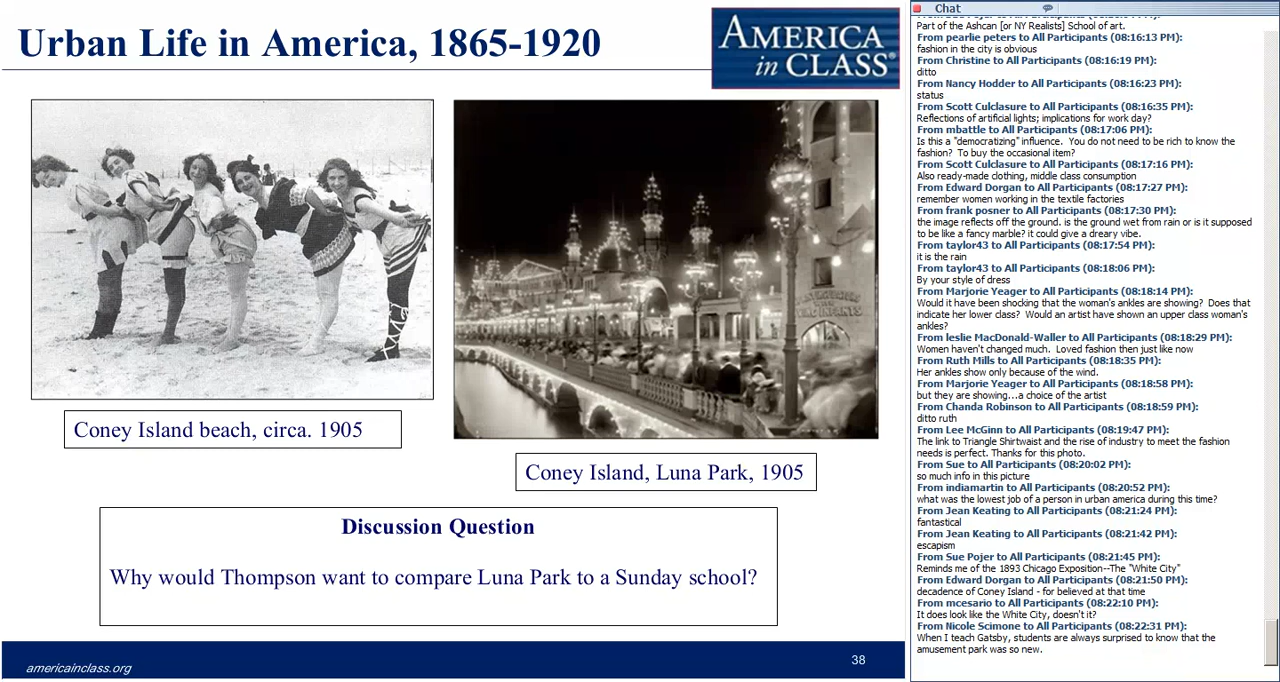 Urban Life in America, 1865-1920
AMERICA
in CLASS®
Coney Island beach, circa. 1905
Coney Island, Luna Park, 1905
Discussion Question
Why would Thompson want to compare Luna Park to a Sunday school?
americainclass.org
38
Chat
Part of the Ashcan [or NY Realists] School of art.
From pearlie peters to All Participants (08:16:13 PM):
fashion in the city is obvious
From Christine to All Participants (08:16:19 PM):
ditto
From Nancy Hodder to All Participants (08:16:23 PM):
status
From Scott Culclasure to All Participants (08:16:35 PM):
Reflections of artificial lights; implications for work day?
From mbattle to All Participants (08:17:06 PM):
Is this a "democratizing" influence.  You do not need to be rich to know the
fashion?  To buy the occasional item?
From Scott Culclasure to All Participants (08:17:16 PM):
Also ready-made clothing, middle class consumption
From Edward Dorgan to All Participants (08:17:27 PM):
remember women working in the textile factories
From frank posner to All Participants (08:17:30 PM):
the image reflects off the ground. is the ground wet from rain or is it supposed
to be like a fancy marble? it could give a dreary vibe.
From taylor43 to All Participants (08:17:54 PM):
it is the rain
From taylor43 to All Participants (08:18:06 PM):
By your style of dress
From Marjorie Yeager to All Participants (08:18:14 PM):
Would it have been shocking that the woman's ankles are showing?  Does that
indicate her lower class?  Would an artist have shown an upper class woman's
ankles?
From leslie MacDonald-Waller to All Participants (08:18:29 PM):
Women haven't changed much.  Loved fashion then just like now
From Ruth Mills to All Participants (08:18:35 PM):
Her ankles show only because of the wind.
From Marjorie Yeager to All Participants (08:18:58 PM):
but they are showing...a choice of the artist
From Chanda Robinson to All Participants (08:18:59 PM):
ditto ruth
From Lee McGinn to All Participants (08:19:47 PM):
The link to Triangle Shirtwaist and the rise of industry to meet the fashion
needs is perfect. Thanks for this photo.
From Sue to All Participants (08:20:02 PM):
so much info in this picture
From indiamartin to All Participants (08:20:52 PM):
what was the lowest job of a person in urban america during this time?
From Jean Keating to All Participants (08:21:24 PM):
fantastical
From Jean Keating to All Participants (08:21:42 PM):
escapism
From Sue Pojer to All Participants (08:21:45 PM):
Reminds me of the 1893 Chicago Exposition--The "White City"
From Edward Dorgan to All Participants (08:21:50 PM):
decadence of Coney Island - for believed at that time
From mcesario to All Participants (08:22:10 PM):
It does look like the White City, doesn't it?
From Nicole Scimone to All Participants (08:22:31 PM):
When I teach Gatsby, students are always surprised to know that the
amusement park was so new.